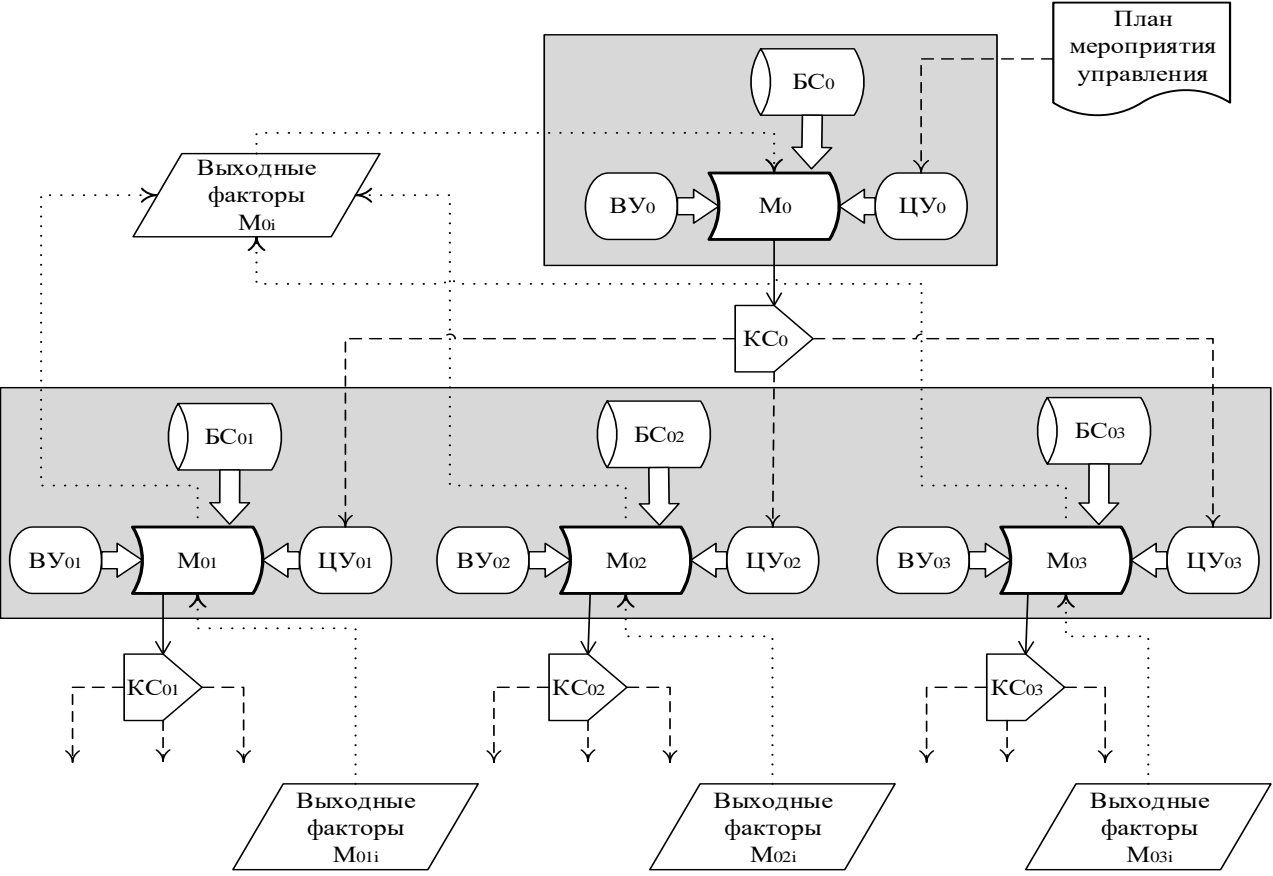 План
мероприятия
управления
БС0
Выходные
факторы
М0i
ВУ0
М0
ЦУ0
КС0
БС01
БС02
БС03
ВУ01
М01
ЦУ01
ВУ02
М02
ЦУ02
ВУ03
М03
ЦУ03
КС01
КС02
КС03
Выходные
факторы
М01i
Выходные
факторы
М02i
Выходные
факторы
М03i